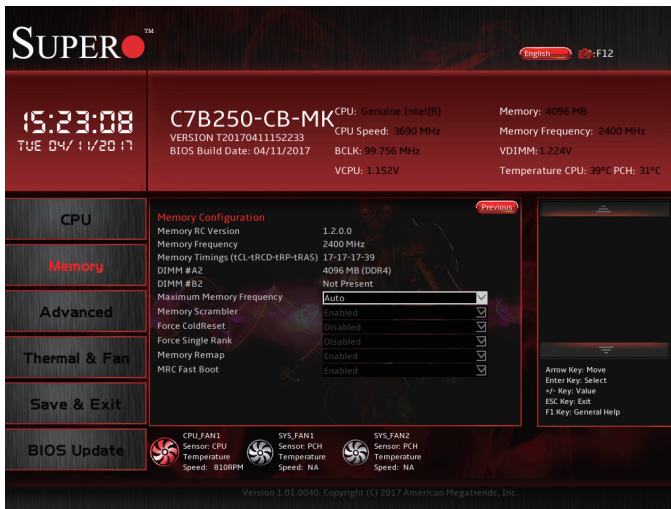 SUPER TM
English :F12
15:23:08
TUE 04/11/2017
C7B250-CB-MK
VERSION T20170411152233
BIOS Build Date: 04/11/2017
CPU: Genuine Intel(R)
CPU Speed: 3690 MHz
BCLK: 99.756 MHz
VCPU: 1.152V
Memory: 4096 MB
Memory Frequency: 2400 MHz
VDIMM: 1.224V
Temperature CPU: 39°C PCH: 31°C
CPU
Memory
Advanced
Thermal & Fan
Save & Exit
BIOS Update
Previous
Memory Configuration
Memory RC Version 1.2.0.0
Memory Frequency 2400 MHz
Memory Timings (tCL-tRCD-tRP-tRAS) 17-17-17-39
DIMM #A2 4096 MB (DDR4)
DIMM #B2 Not Present
Maximum Memory Frequency Auto
Memory Scrambler Enabled
Force ColdReset Disabled
Force Single Rank Disabled
Memory Remap Enabled
MRC Fast Boot Enabled
Arrow Key: Move
Enter Key: Select
+/- Key: Value
ESC Key: Exit
F1 Key: General Help
CPU_FAN1
Sensor: CPU
Temperature
Speed: 810RPM
SYS_FAN1
Sensor: PCH
Temperature
Speed: NA
SYS_FAN2
Sensor: PCH
Temperature
Speed: NA
Version 1.01.0040. Copyright (C) 2017 American Megatrends, Inc.